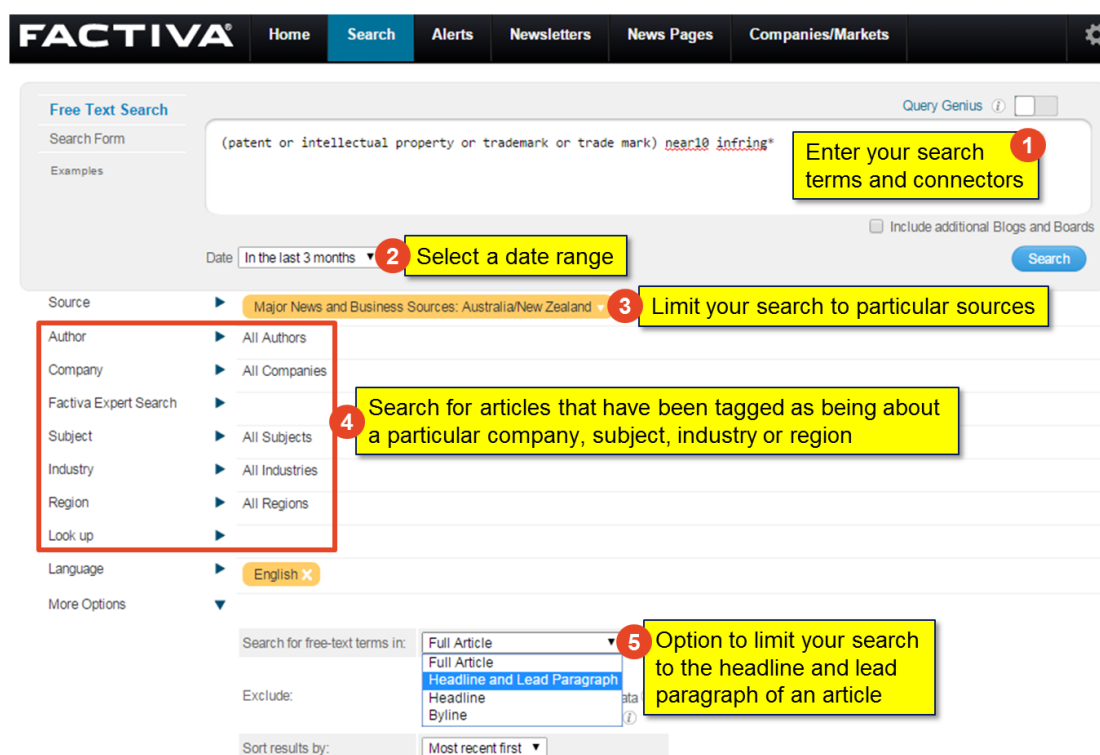 FACTIVA® Home Search Alerts Newsletters News Pages Companies/Markets
Free Text Search
Query Genius i
Search Form
Examples
(patent or intellectual property or trademark or trade mark) near10 infring*
1
Enter your search
terms and connectors
Include additional Blogs and Boards
Date In the last 3 months ▼
2
Select a date range
Search
Source Major News and Business Sources: Australia/New Zealand
3
Limit your search to particular sources
Author All Authors
Company All Companies
Factiva Expert Search
Subject All Subjects
Industry All Industries
Region All Regions
Look up
4
Search for articles that have been tagged as being about
a particular company, subject, industry or region
Language English X
More Options
Search for free-text terms in: Full Article ▼
Full Article
Headline and Lead Paragraph
Headline
Byline
5
Option to limit your search
to the headline and lead
paragraph of an article
Exclude:
i
Sort results by: Most recent first ▼